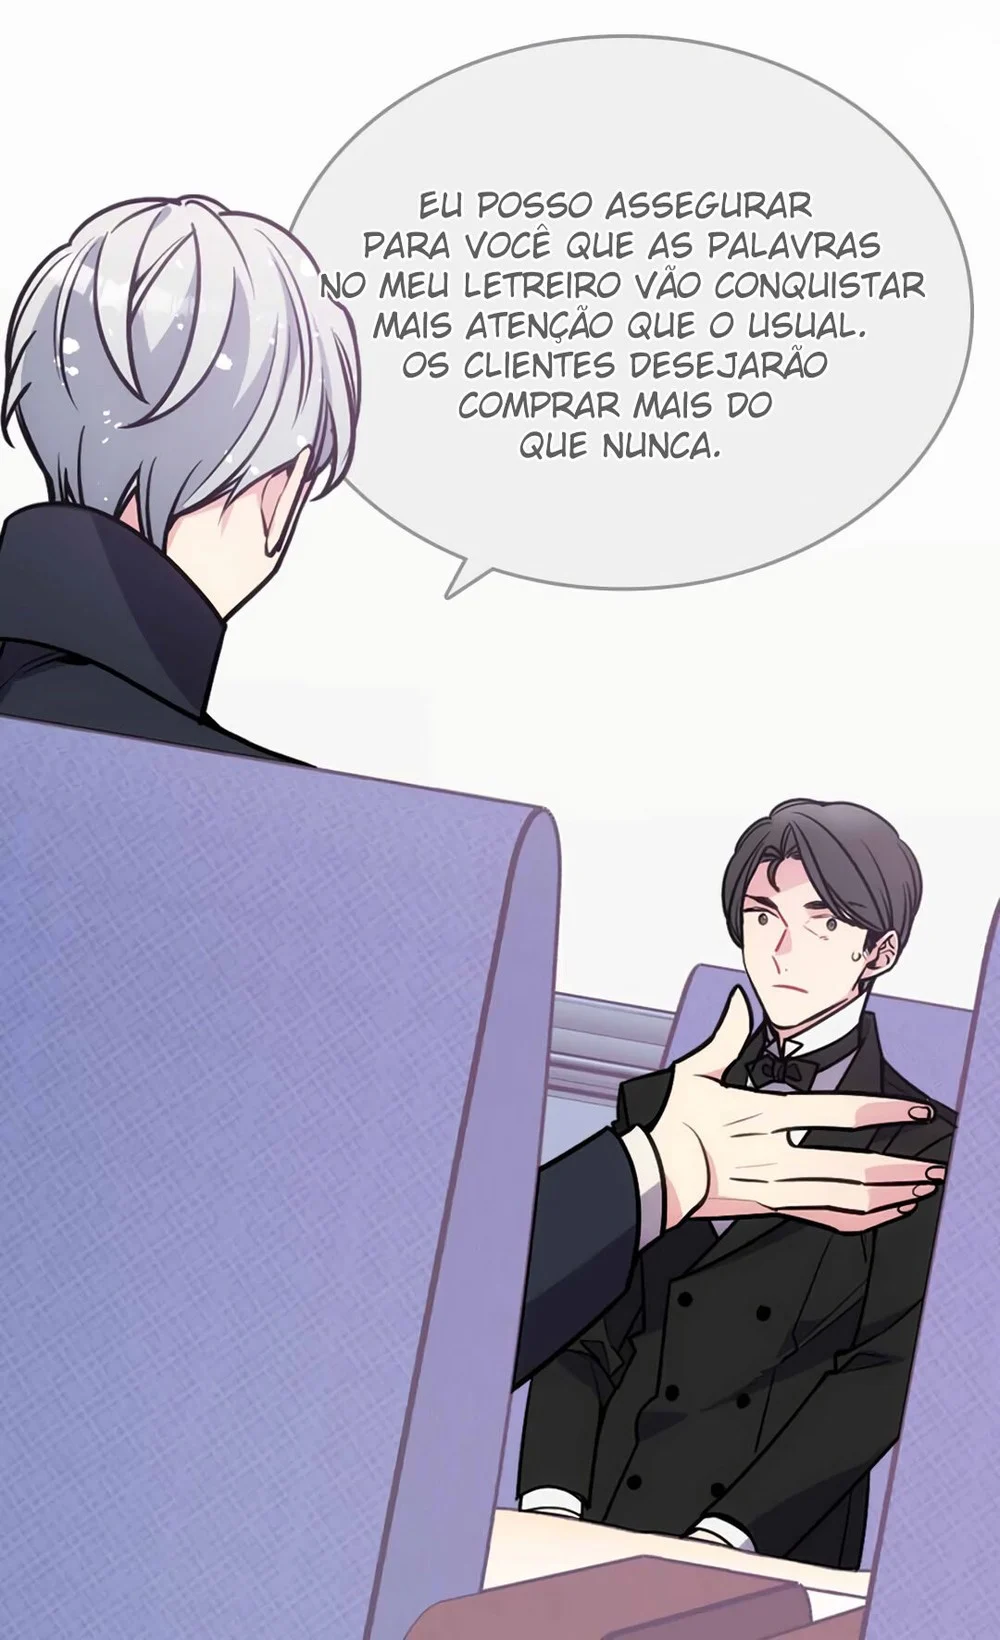 EU POSSO ASSEGURAR
PARA VOCÊ QUE AS PALAVRAS
NO MEU LETREIRO VÃO CONQUISTAR
MAIS ATENÇÃO QUE O USUAL.
OS CLIENTES DESEJARÃO
COMPRAR MAIS DO
QUE NUNCA.